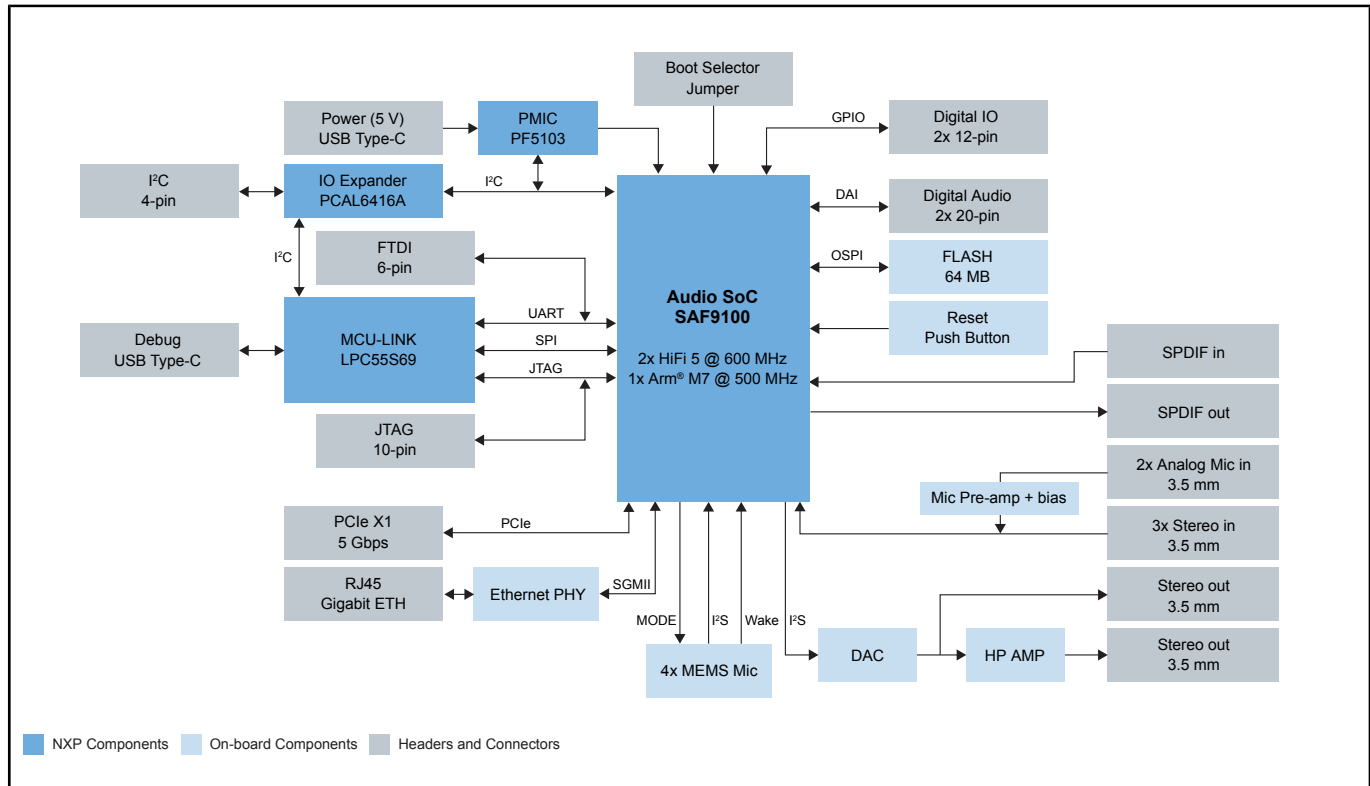 Boot Selector
Jumper
Power (5 V)
USB Type-C
PMIC
PF5103
GPIO
Digital IO
2x 12-pin
I²C
4-pin
IO Expander
PCAL6416A
I²C
DAI
Digital Audio
2x 20-pin
I²C
FTDI
6-pin
OSPI
FLASH
64 MB
Audio SoC
SAF9100
2x HiFi 5 @ 600 MHz
1x Arm® M7 @ 500 MHz
Reset
Push Button
Debug
USB Type-C
MCU-LINK
LPC55S69
UART
SPI
JTAG
SPDIF in
SPDIF out
JTAG
10-pin
2x Analog Mic in
3.5 mm
Mic Pre-amp + bias
3x Stereo in
3.5 mm
PCIe X1
5 Gbps
PCIe
RJ45
Gigabit ETH
Ethernet PHY
SGMII
MODE
I²S
Wake
I²S
4x MEMS Mic
DAC
HP AMP
Stereo out
3.5 mm
Stereo out
3.5 mm
NXP Components
On-board Components
Headers and Connectors